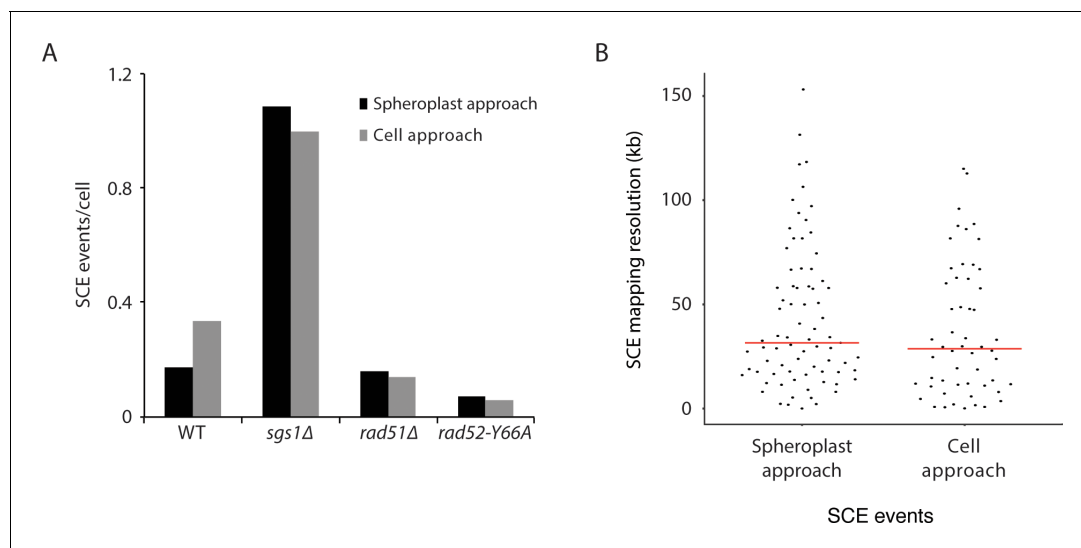 A
SCE events/cell
1.2
0.8
0.4
0
Spheroplast approach
Cell approach
WT
sgs1Δ
rad51Δ
rad52-Y66A
B
SCE mapping resolution (kb)
150
100
50
0
Spheroplast
approach
Cell
approach
SCE events